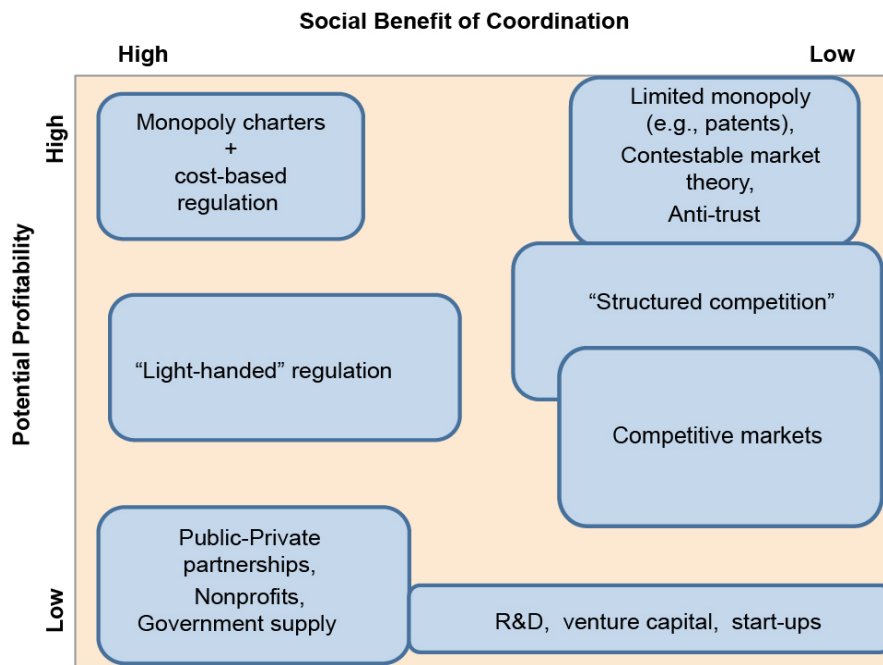 Social Benefit of Coordination
High
Low
High
Potential Profitability
Low
Monopoly charters
+
cost-based
regulation
Limited monopoly
(e.g., patents),
Contestable market
theory,
Anti-trust
“Structured competition”
“Light-handed” regulation
Competitive markets
Public-Private
partnerships,
Nonprofits,
Government supply
R&D, venture capital, start-ups